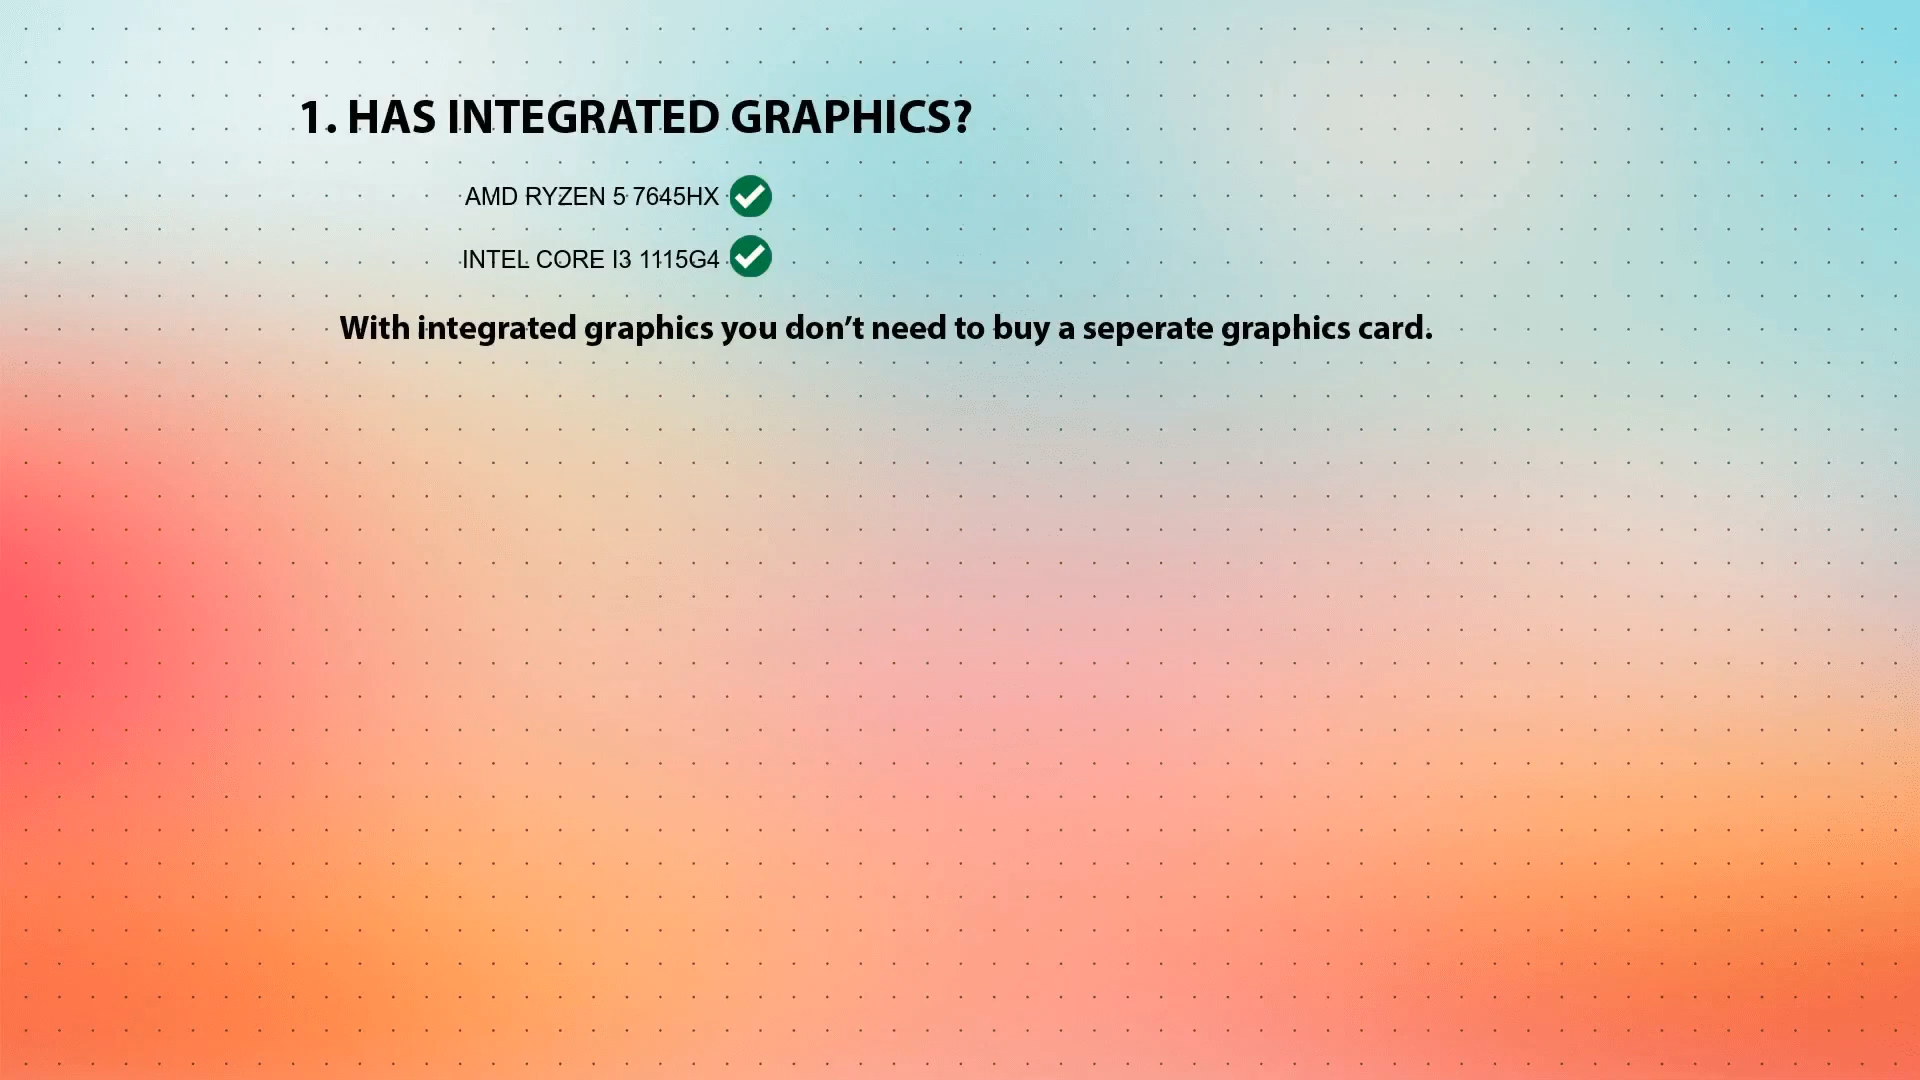 1. HAS INTEGRATED GRAPHICS?
AMD RYZEN 5 7645HX
INTEL CORE I3 1115G4
With integrated graphics you don’t need to buy a seperate graphics card.